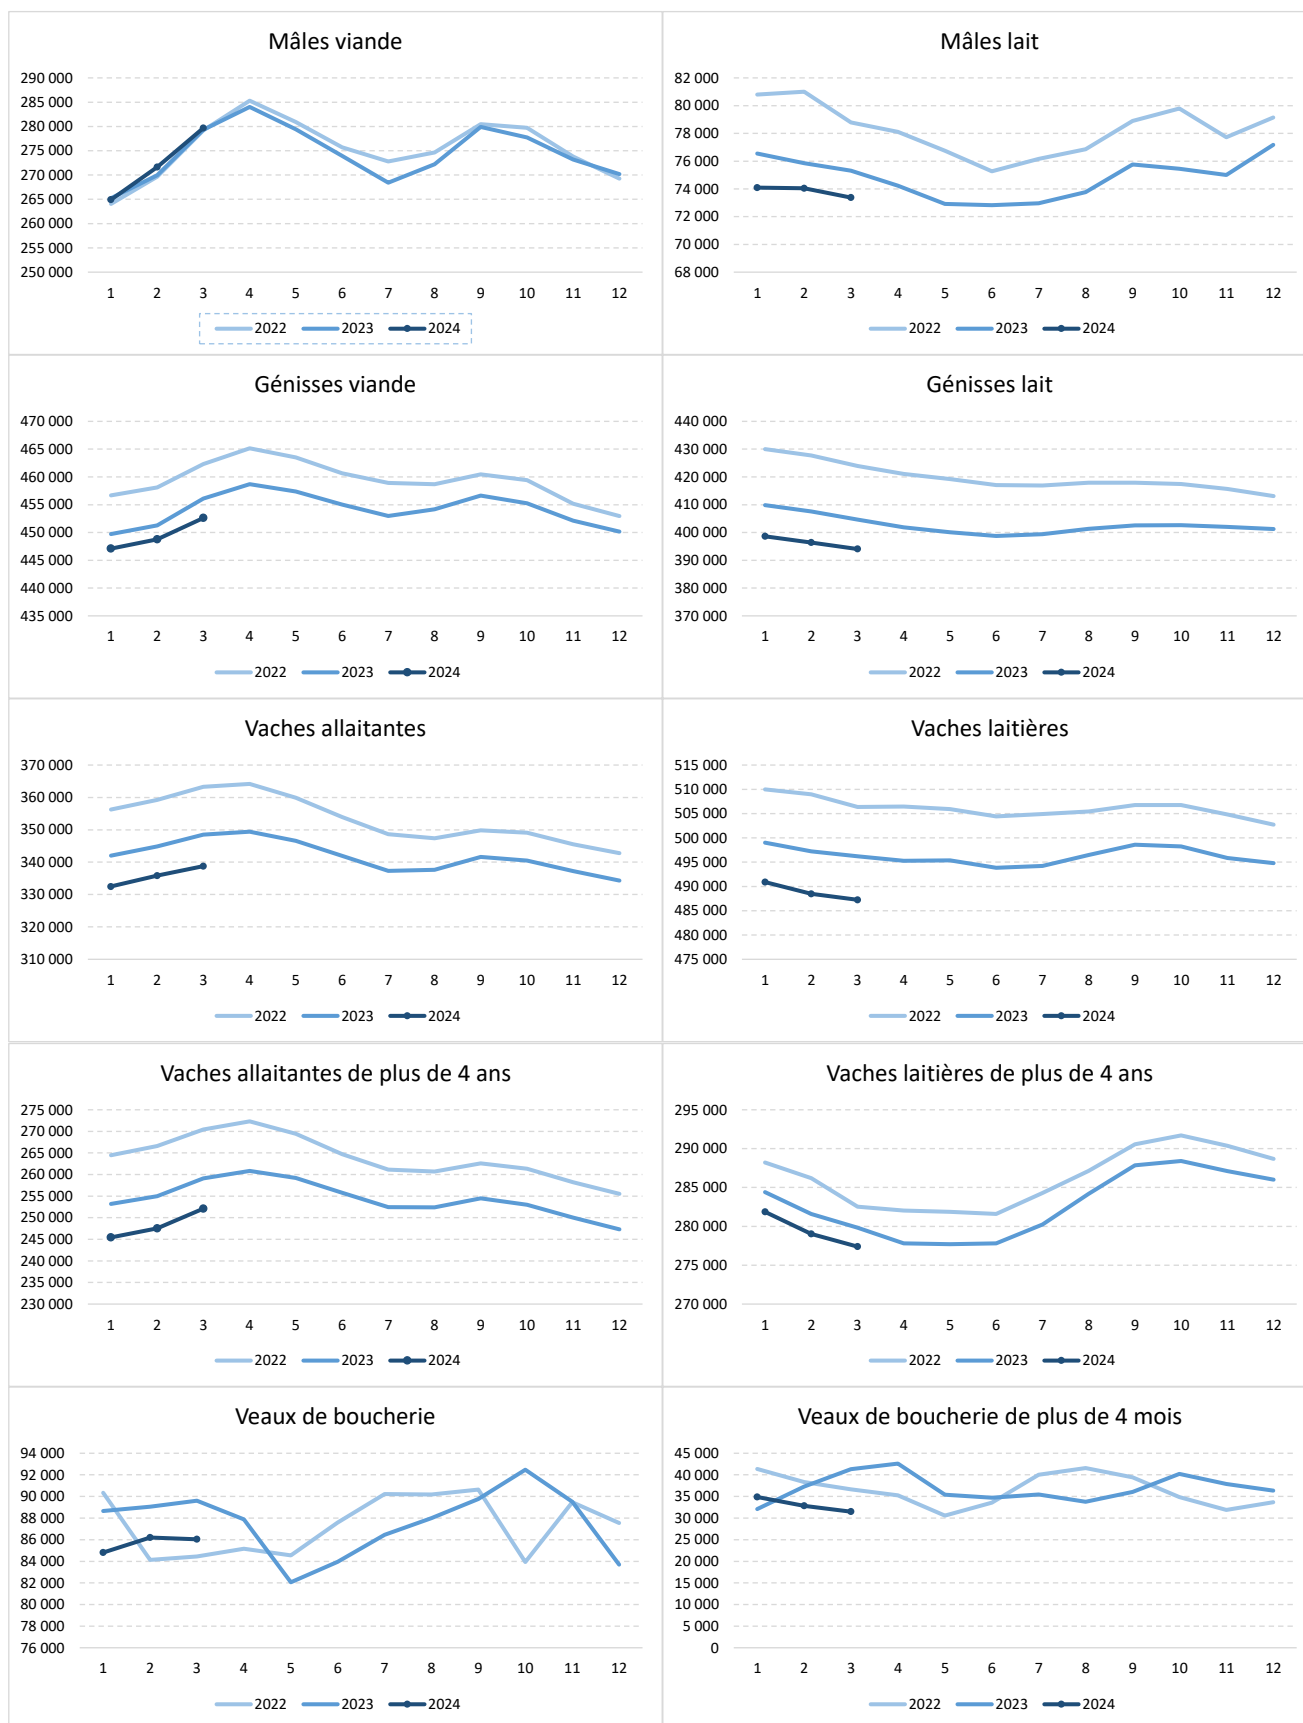 Mâles viande
290 000
285 000
280 000
275 000
270 000
265 000
260 000
255 000
250 000
1 2 3 4 5 6 7 8 9 10 11 12
2022 2023 2024
Mâles lait
82 000
80 000
78 000
76 000
74 000
72 000
70 000
68 000
1 2 3 4 5 6 7 8 9 10 11 12
2022 2023 2024
Génisses viande
470 000
465 000
460 000
455 000
450 000
445 000
440 000
435 000
1 2 3 4 5 6 7 8 9 10 11 12
2022 2023 2024
Génisses lait
440 000
430 000
420 000
410 000
400 000
390 000
380 000
370 000
1 2 3 4 5 6 7 8 9 10 11 12
2022 2023 2024
Vaches allaitantes
370 000
360 000
350 000
340 000
330 000
320 000
310 000
1 2 3 4 5 6 7 8 9 10 11 12
2022 2023 2024
Vaches laitières
515 000
510 000
505 000
500 000
495 000
490 000
485 000
480 000
475 000
1 2 3 4 5 6 7 8 9 10 11 12
2022 2023 2024
Vaches allaitantes de plus de 4 ans
275 000
270 000
265 000
260 000
255 000
250 000
245 000
240 000
235 000
230 000
1 2 3 4 5 6 7 8 9 10 11 12
2022 2023 2024
Vaches laitières de plus de 4 ans
295 000
290 000
285 000
280 000
275 000
270 000
1 2 3 4 5 6 7 8 9 10 11 12
2022 2023 2024
Veaux de boucherie
94 000
92 000
90 000
88 000
86 000
84 000
82 000
80 000
78 000
76 000
1 2 3 4 5 6 7 8 9 10 11 12
2022 2023 2024
Veaux de boucherie de plus de 4 mois
45 000
40 000
35 000
30 000
25 000
20 000
15 000
10 000
5 000
0
1 2 3 4 5 6 7 8 9 10 11 12
2022 2023 2024